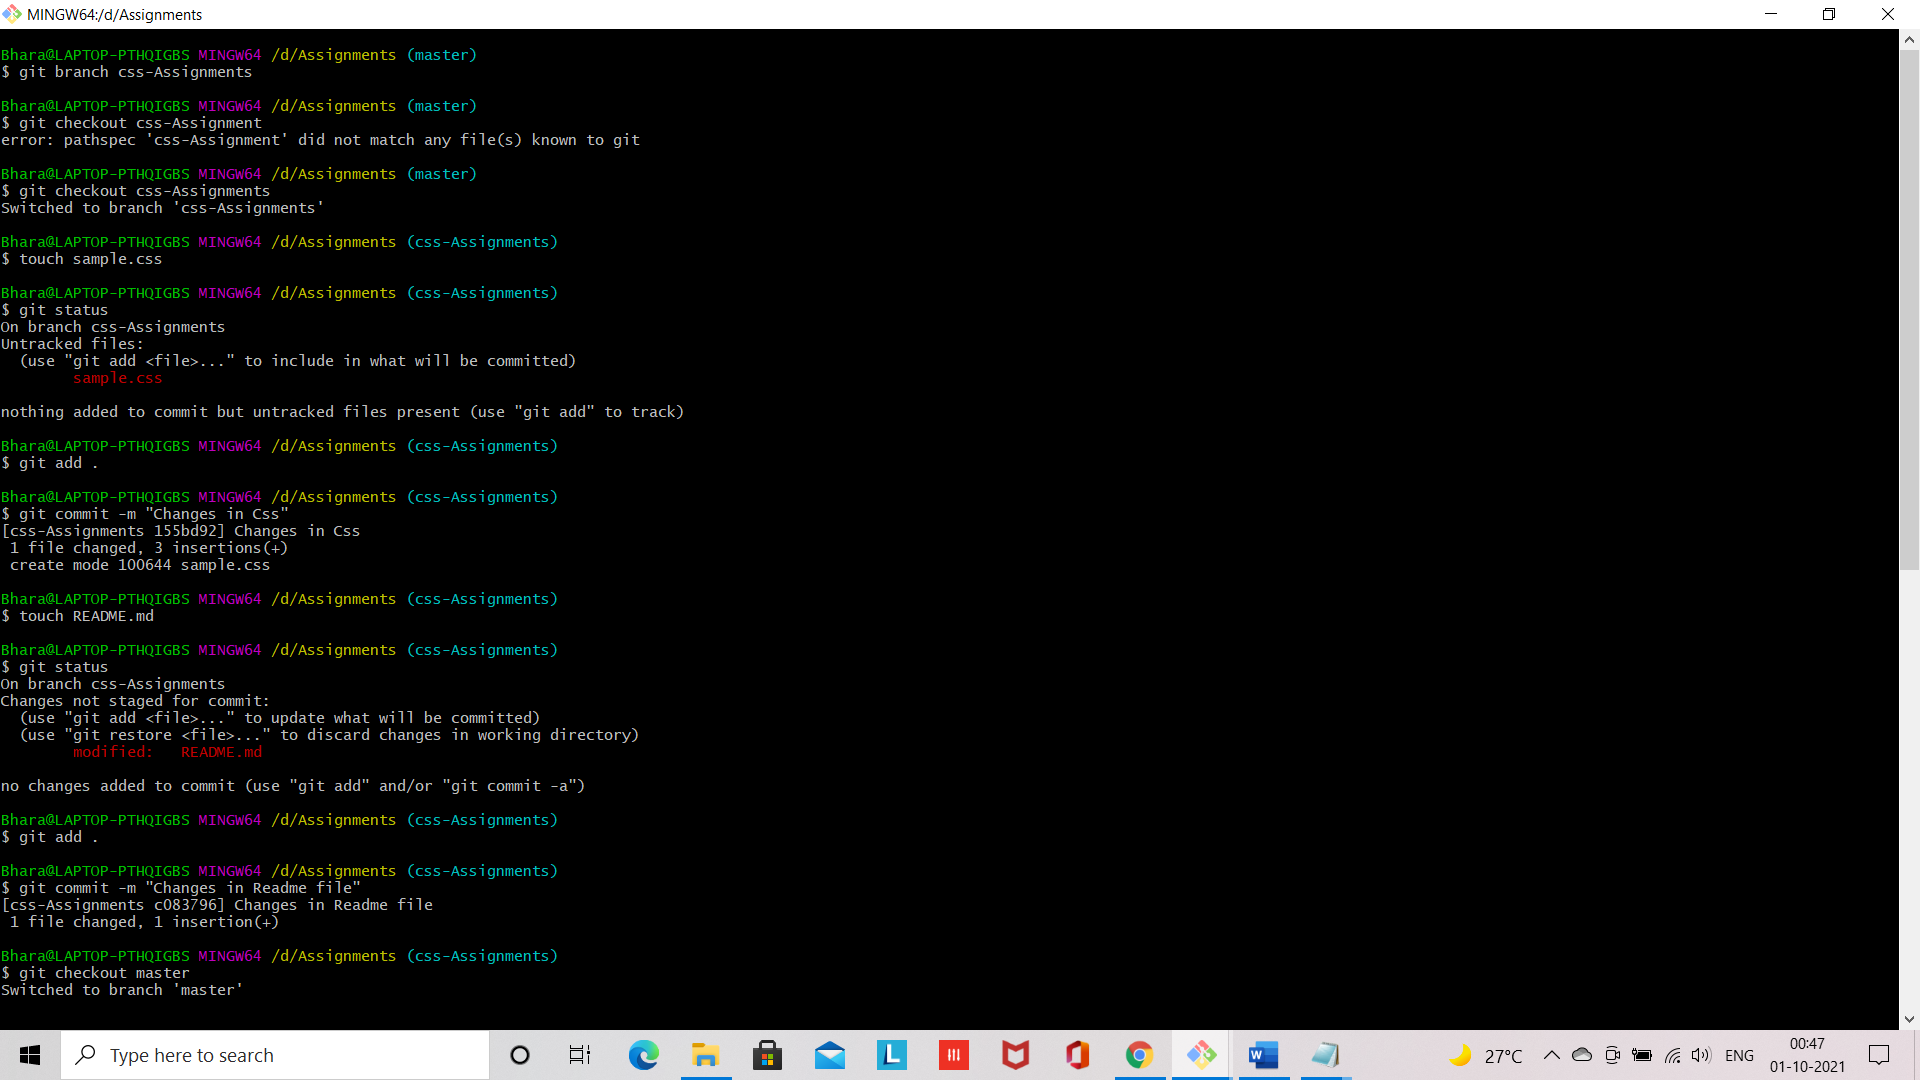 MINGW64:/d/Assignments
Bhara@LAPTOP-PTHQIGBS MINGW64 /d/Assignments (master)
$ git branch css-Assignments
Bhara@LAPTOP-PTHQIGBS MINGW64 /d/Assignments (master)
$ git checkout css-Assignment
error: pathspec 'css-Assignment' did not match any file(s) known to git
Bhara@LAPTOP-PTHQIGBS MINGW64 /d/Assignments (master)
$ git checkout css-Assignments
Switched to branch 'css-Assignments'
Bhara@LAPTOP-PTHQIGBS MINGW64 /d/Assignments (css-Assignments)
$ touch sample.css
Bhara@LAPTOP-PTHQIGBS MINGW64 /d/Assignments (css-Assignments)
$ git status
On branch css-Assignments
Untracked files:
  (use "git add <file>..." to include in what will be committed)
        sample.css
nothing added to commit but untracked files present (use "git add" to track)
Bhara@LAPTOP-PTHQIGBS MINGW64 /d/Assignments (css-Assignments)
$ git add .
Bhara@LAPTOP-PTHQIGBS MINGW64 /d/Assignments (css-Assignments)
$ git commit -m "Changes in Css"
[css-Assignments 155bd92] Changes in Css
 1 file changed, 3 insertions(+)
 create mode 100644 sample.css
Bhara@LAPTOP-PTHQIGBS MINGW64 /d/Assignments (css-Assignments)
$ touch README.md
Bhara@LAPTOP-PTHQIGBS MINGW64 /d/Assignments (css-Assignments)
$ git status
On branch css-Assignments
Changes not staged for commit:
  (use "git add <file>..." to update what will be committed)
  (use "git restore <file>..." to discard changes in working directory)
        modified:   README.md
no changes added to commit (use "git add" and/or "git commit -a")
Bhara@LAPTOP-PTHQIGBS MINGW64 /d/Assignments (css-Assignments)
$ git add .
Bhara@LAPTOP-PTHQIGBS MINGW64 /d/Assignments (css-Assignments)
$ git commit -m "Changes in Readme file"
[css-Assignments c083796] Changes in Readme file
 1 file changed, 1 insertion(+)
Bhara@LAPTOP-PTHQIGBS MINGW64 /d/Assignments (css-Assignments)
$ git checkout master
Switched to branch 'master'
Type here to search
L
W
27°C
ENG
00:47
01-10-2021